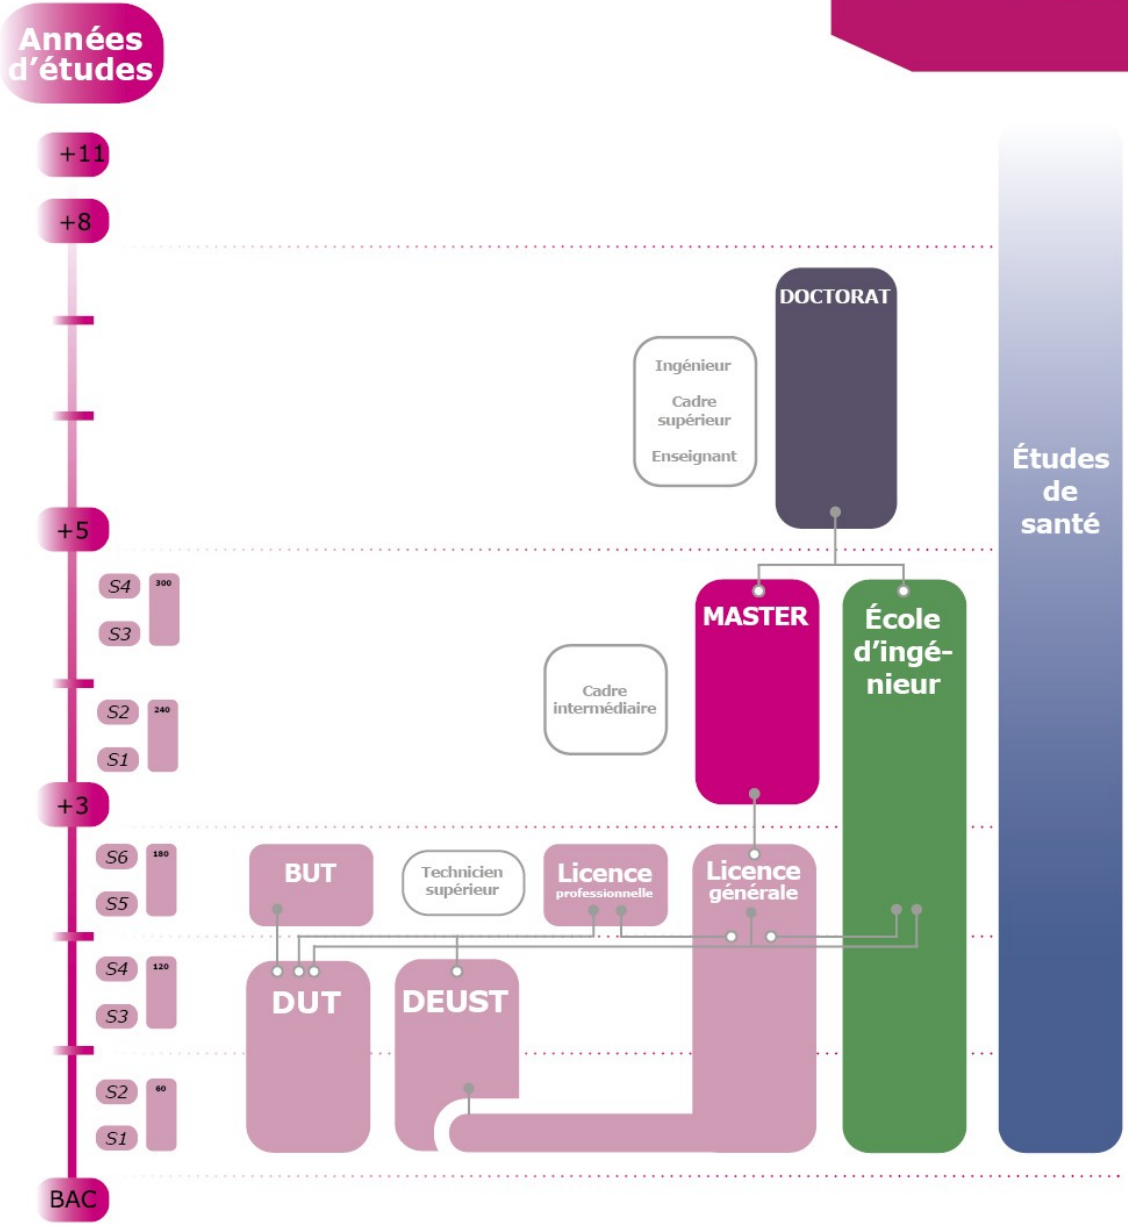 Années
d'études
+11
+8
DOCTORAT
Ingénieur
Cadre
supérieur
Enseignant
Études
de
santé
+5
S4
300
S3
MASTER
École
d'ingé-
nieur
Cadre
intermédiaire
S2
240
S1
+3
S6
180
S5
BUT
Technicien
supérieur
Licence
professionnelle
Licence
générale
S4
120
S3
DUT
DEUST
S2
60
S1
BAC